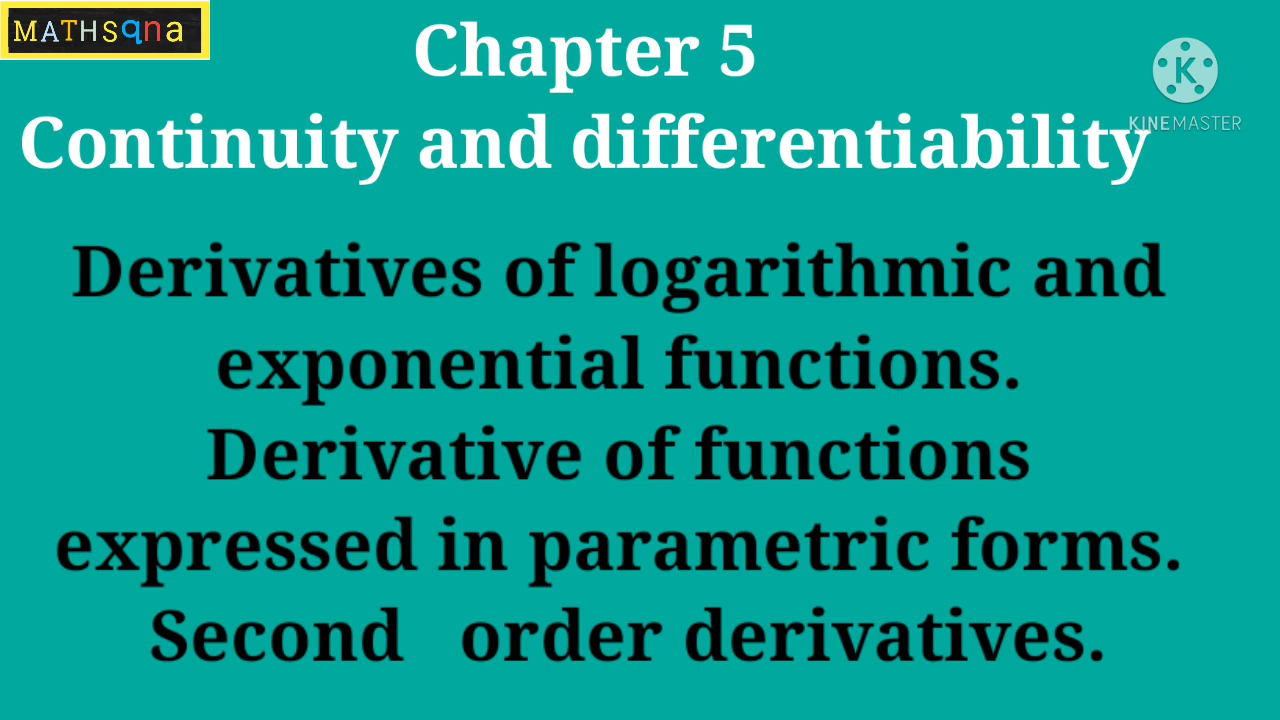 MATHSqna
Chapter 5
K
KINEMASTER
Continuity and differentiability
Derivatives of logarithmic and
exponential functions.
Derivative of functions
expressed in parametric forms.
Second order derivatives.